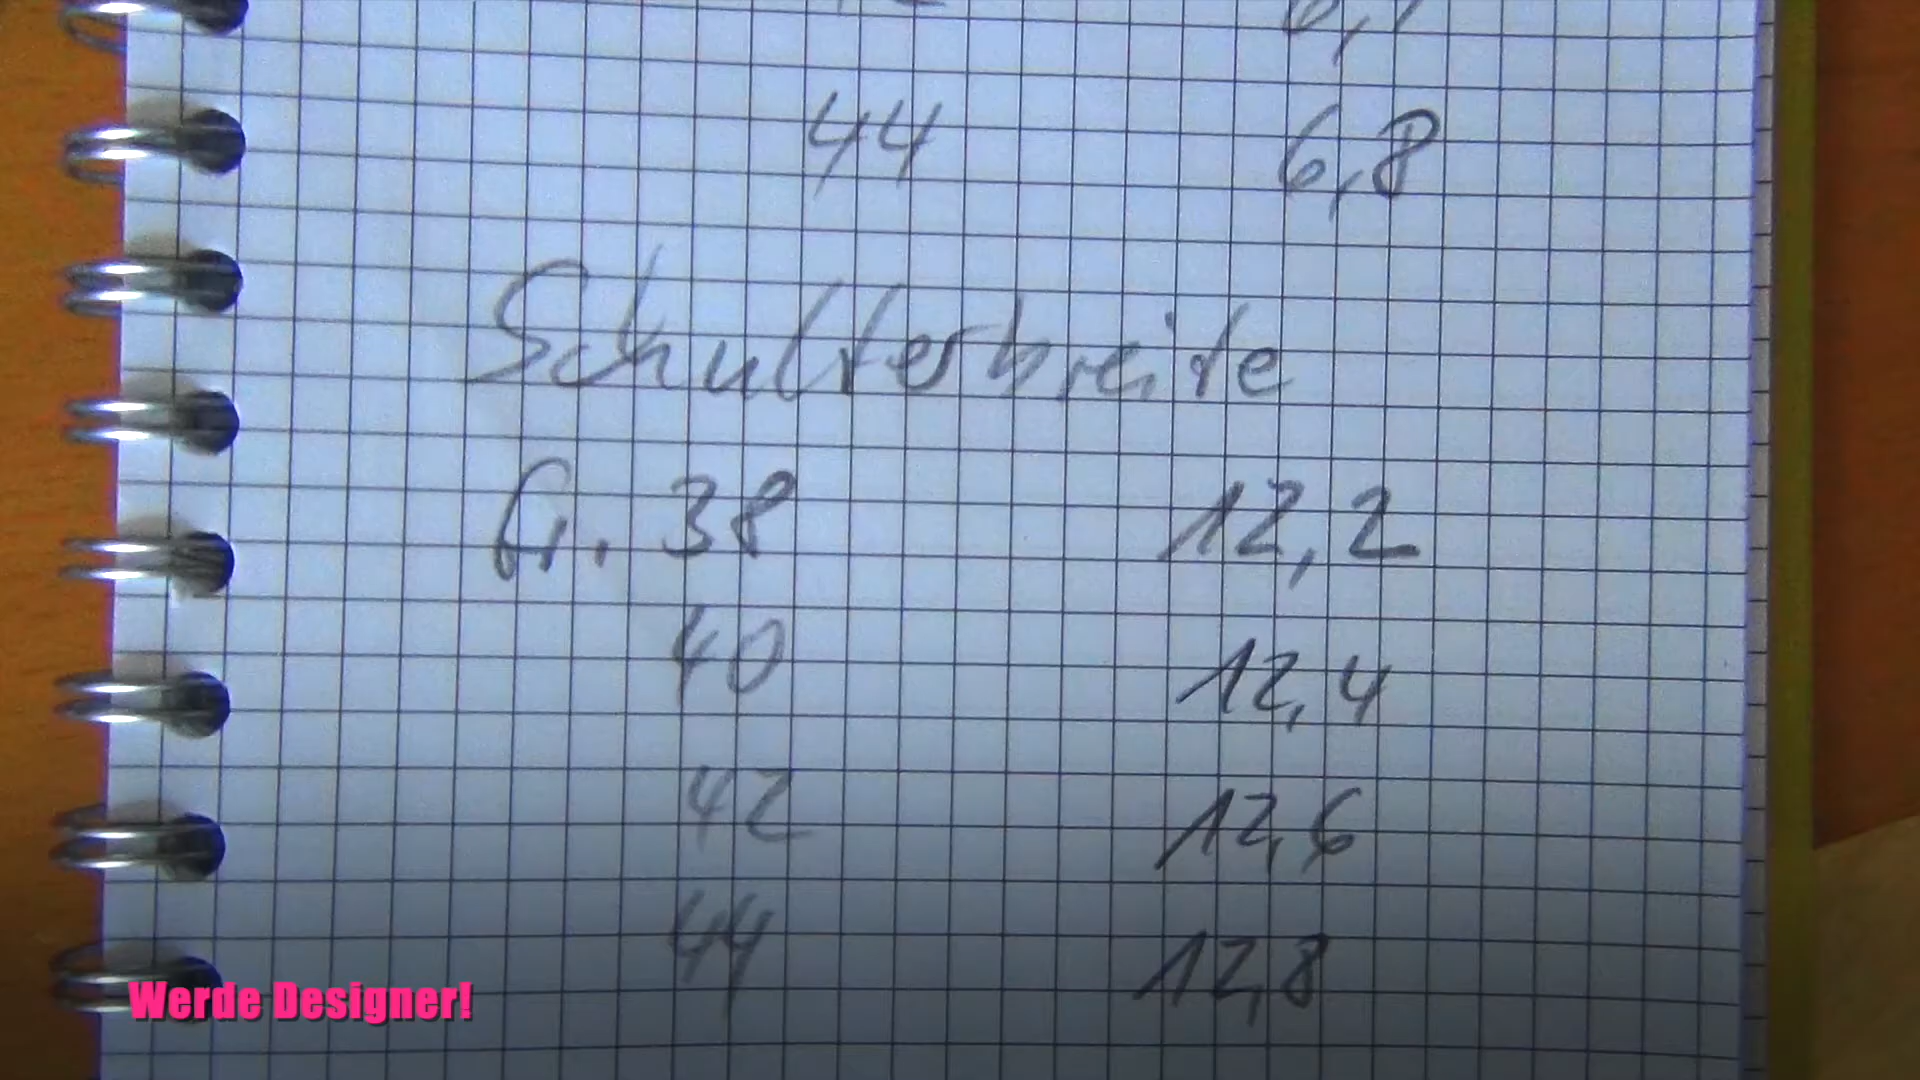 44 6,8
Schulterbreite
Gr. 38 12,2
40 12,4
42 12,6
44 12,8
Werde Designer!